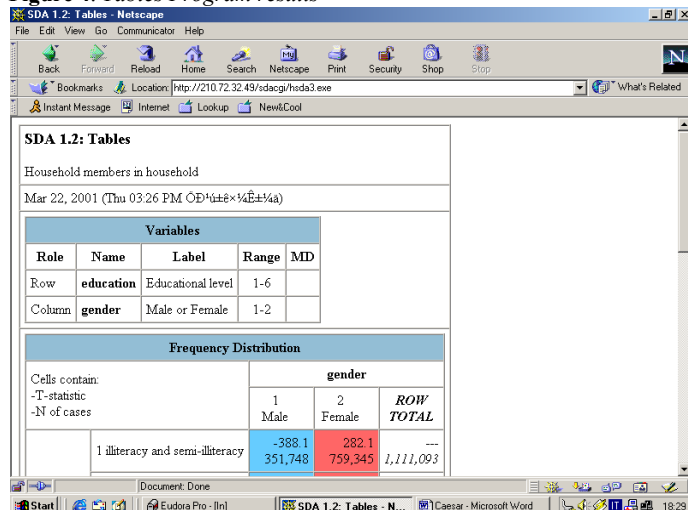 Figure 4. Tables Program results
SDA 1.2: Tables - Netscape
File Edit View Go Communicator Help
Back Forward Reload Home Search Netscape Print Security Shop Stop
Bookmarks Location: http://210.72.32.49/sdacgi/hsda3.exe What's Related
Instant Message Internet Lookup New&Cool
SDA 1.2: Tables
Household members in household
Mar 22, 2001 (Thu 03:26 PM ÖÐ¹ú±ê×¼Ê±¼ä)
Variables
Role Name Label Range MD
Row education Educational level 1-6
Column gender Male or Female 1-2
Frequency Distribution
Cells contain:
-T-statistic
-N of cases
gender
1 Male
2 Female
ROW TOTAL
1 illiteracy and semi-illiteracy
-388.1 282.1 ---
351,748 759,345 1,111,093
Document: Done
Start Eudora Pro - [In] SDA 1.2: Tables - N... Caesar - Microsoft Word 18:29